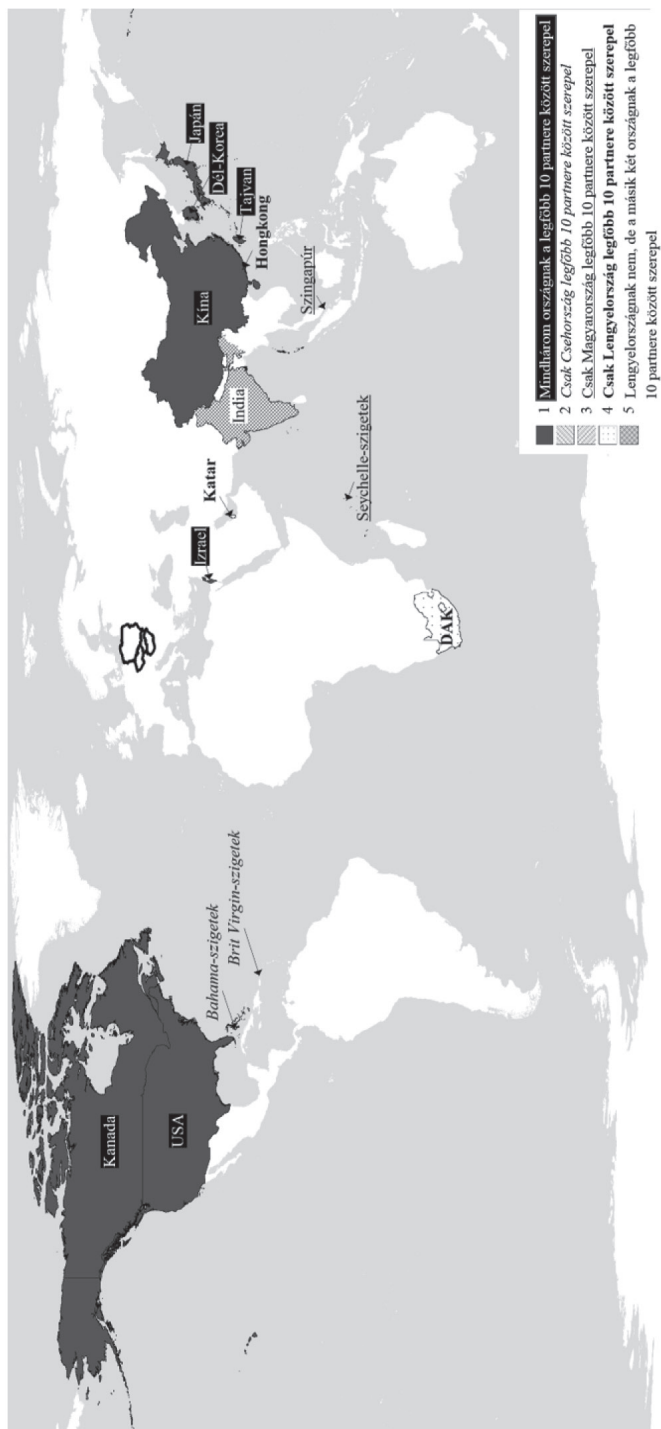 Kanada
USA
Bahama-szigetek
Brit Virgin-szigetek
Izrael
Katar
India
Kína
Japán
Dél-Korea
Tajvan
Hongkong
Szingapúr
Seychelle-szigetek
DAK
1 Mindhárom országnak a legfőbb 10 partnere között szerepel
2 Csak Csehország legfőbb 10 partnere között szerepel
3 Csak Magyarország legfőbb 10 partnere között szerepel
4 Csak Lengyelország legfőbb 10 partnere között szerepel
5 Lengyelországnak nem, de a másik két országnak a legfőbb
10 partnere között szerepel